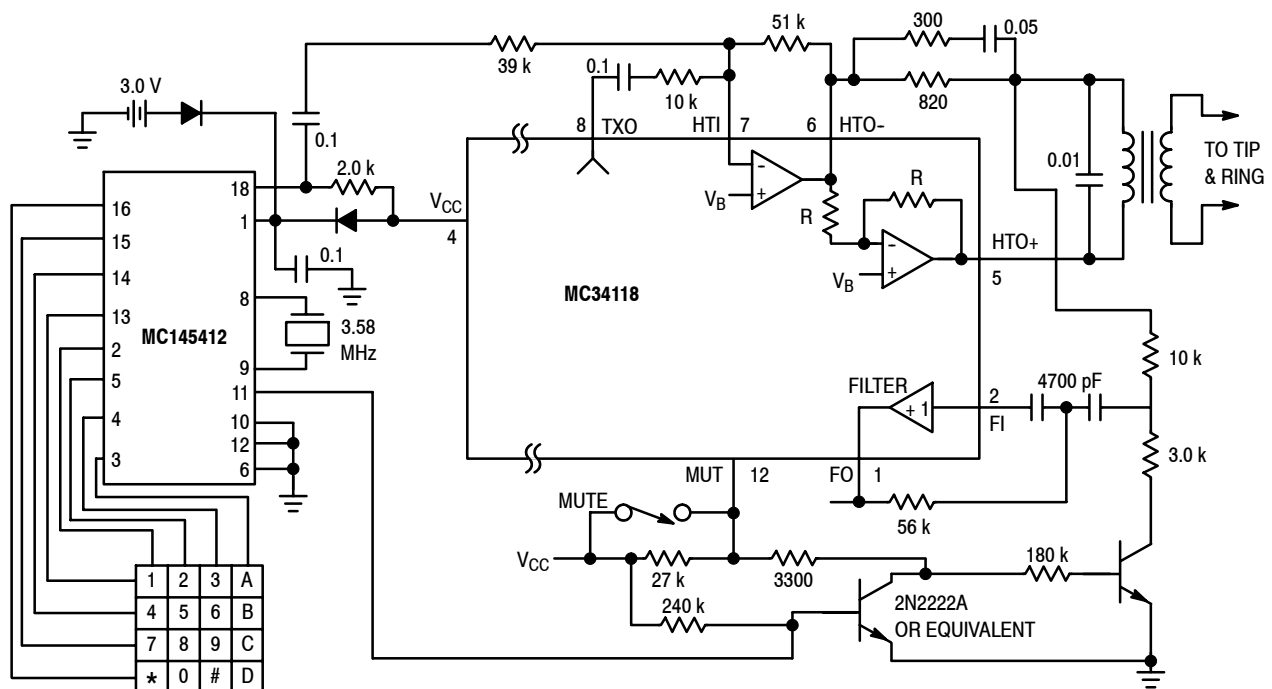 51 k
300
0.05
39 k
0.1
10 k
820
3.0 V
0.1
8 TXO
HTI 7
6 HTO–
TO TIP
& RING
0.01
2.0 k
18
1
VCC
4
VB
–
+
R
R
–
+
VB
HTO+
5
16
15
14
13
2
5
4
3
0.1
8
9
3.58
MHz
MC145412
11
10
12
6
MC34118
10 k
FILTER
+ 1
2
FI
4700 pF
3.0 k
MUT 12
FO 1
MUTE
56 k
VCC
27 k
3300
180 k
240 k
2N2222A
OR EQUIVALENT
1 2 3 A
4 5 6 B
7 8 9 C
* 0 # D